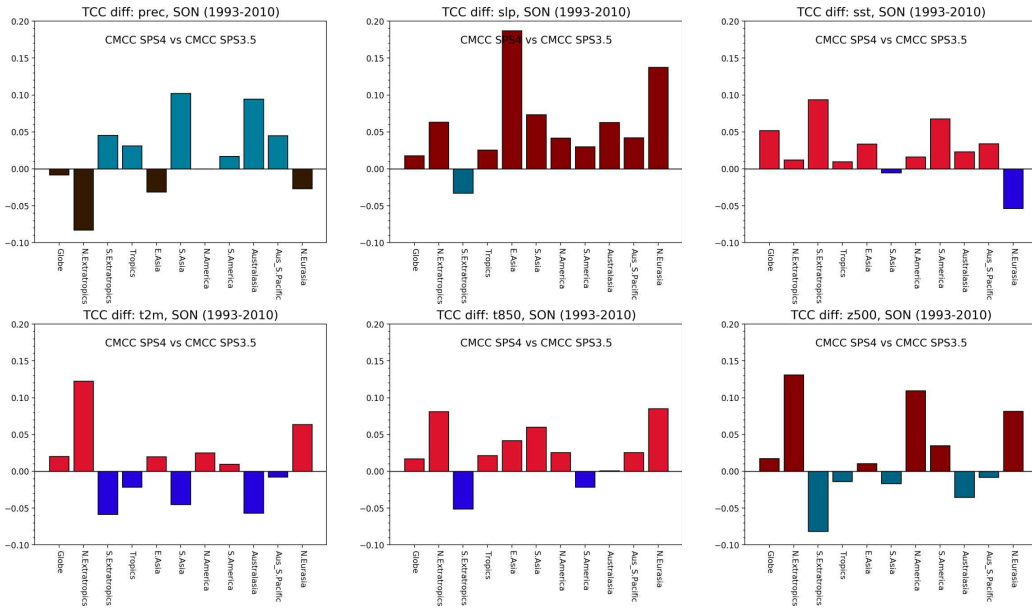 TCC diff: prec, SON (1993-2010)
CMCC SPS4 vs CMCC SPS3.5
0.20
0.15
0.10
0.05
0.00
−0.05
−0.10
Globe
N.Extratropics
S.Extratropics
Tropics
E.Asia
S.Asia
N.America
S.America
Australasia
Aus_S.Pacific
N.Eurasia
TCC diff: slp, SON (1993-2010)
CMCC SPS4 vs CMCC SPS3.5
0.20
0.15
0.10
0.05
0.00
−0.05
−0.10
Globe
N.Extratropics
S.Extratropics
Tropics
E.Asia
S.Asia
N.America
S.America
Australasia
Aus_S.Pacific
N.Eurasia
TCC diff: sst, SON (1993-2010)
CMCC SPS4 vs CMCC SPS3.5
0.20
0.15
0.10
0.05
0.00
−0.05
−0.10
Globe
N.Extratropics
S.Extratropics
Tropics
E.Asia
S.Asia
N.America
S.America
Australasia
Aus_S.Pacific
N.Eurasia
TCC diff: t2m, SON (1993-2010)
CMCC SPS4 vs CMCC SPS3.5
0.20
0.15
0.10
0.05
0.00
−0.05
−0.10
Globe
N.Extratropics
S.Extratropics
Tropics
E.Asia
S.Asia
N.America
S.America
Australasia
Aus_S.Pacific
N.Eurasia
TCC diff: t850, SON (1993-2010)
CMCC SPS4 vs CMCC SPS3.5
0.20
0.15
0.10
0.05
0.00
−0.05
−0.10
Globe
N.Extratropics
S.Extratropics
Tropics
E.Asia
S.Asia
N.America
S.America
Australasia
Aus_S.Pacific
N.Eurasia
TCC diff: z500, SON (1993-2010)
CMCC SPS4 vs CMCC SPS3.5
0.20
0.15
0.10
0.05
0.00
−0.05
−0.10
Globe
N.Extratropics
S.Extratropics
Tropics
E.Asia
S.Asia
N.America
S.America
Australasia
Aus_S.Pacific
N.Eurasia